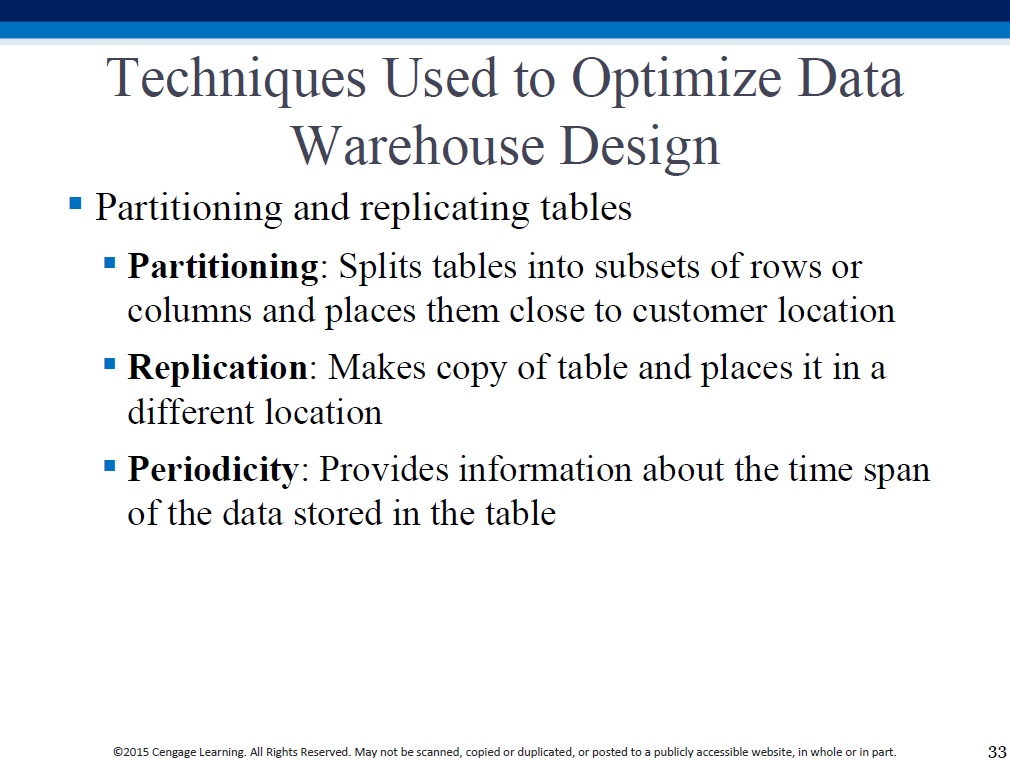 Techniques Used to Optimize Data
Warehouse Design
▪ Partitioning and replicating tables
▪ Partitioning: Splits tables into subsets of rows or
columns and places them close to customer location
▪ Replication: Makes copy of table and places it in a
different location
▪ Periodicity: Provides information about the time span
of the data stored in the table
©2015 Cengage Learning. All Rights Reserved. May not be scanned, copied or duplicated, or posted to a publicly accessible website, in whole or in part.
33